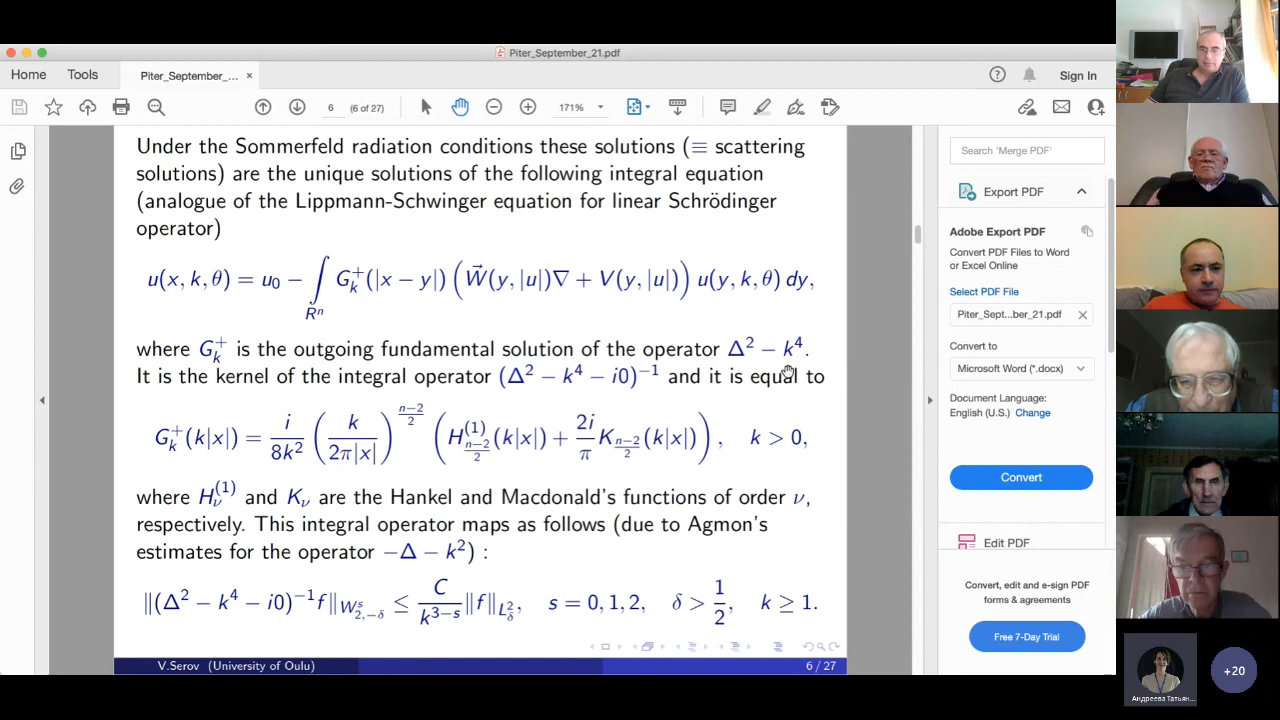 Piter_September_21.pdf
Home
Tools
Piter_September_...
×
Sign In
6
(6 of 27)
171%
Under the Sommerfeld radiation conditions these solutions (≡ scattering
solutions) are the unique solutions of the following integral equation
(analogue of the Lippmann-Schwinger equation for linear Schrödinger
operator)
u(x, k, θ) = u₀ − ∫_{Rⁿ} G_k^+(|x − y|) (W⃗(y, |u|)∇ + V(y, |u|)) u(y, k, θ) dy,
where G_k^+ is the outgoing fundamental solution of the operator Δ² − k⁴.
It is the kernel of the integral operator (Δ² − k⁴ − i0)⁻¹ and it is equal to
G_k^+(k|x|) = i/8k² (k/2π|x|)^{n−2/2} (H^{(1)}_{n−2/2}(k|x|) + 2i/π K_{n−2/2}(k|x|)), k > 0,
where H_ν^{(1)} and K_ν are the Hankel and Macdonald's functions of order ν,
respectively. This integral operator maps as follows (due to Agmon's
estimates for the operator −Δ − k²) :
‖(Δ² − k⁴ − i0)⁻¹f‖_{W^s_{2,−δ}} ≤ C/k^{3−s} ‖f‖_{L²_δ}, s = 0, 1, 2, δ > 1/2, k ≥ 1.
V.Serov (University of Oulu)
6 / 27
Search 'Merge PDF'
Export PDF
Adobe Export PDF
Convert PDF Files to Word
or Excel Online
Select PDF File
Piter_Sept...ber_21.pdf
Convert to
Microsoft Word (*.docx)
Document Language:
English (U.S.) Change
Convert
Edit PDF
Convert, edit and e-sign PDF
forms & agreements
Free 7-Day Trial
Андреева Татьян...
+20